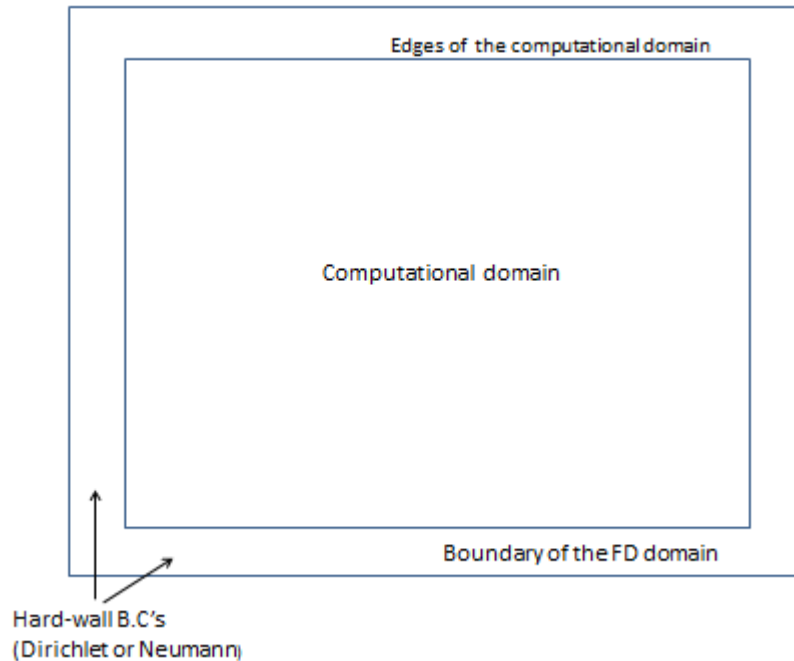 Edges of the computational domain
Computational domain
Boundary of the FD domain
Hard-wall B.C's
(Dirichlet or Neumann)